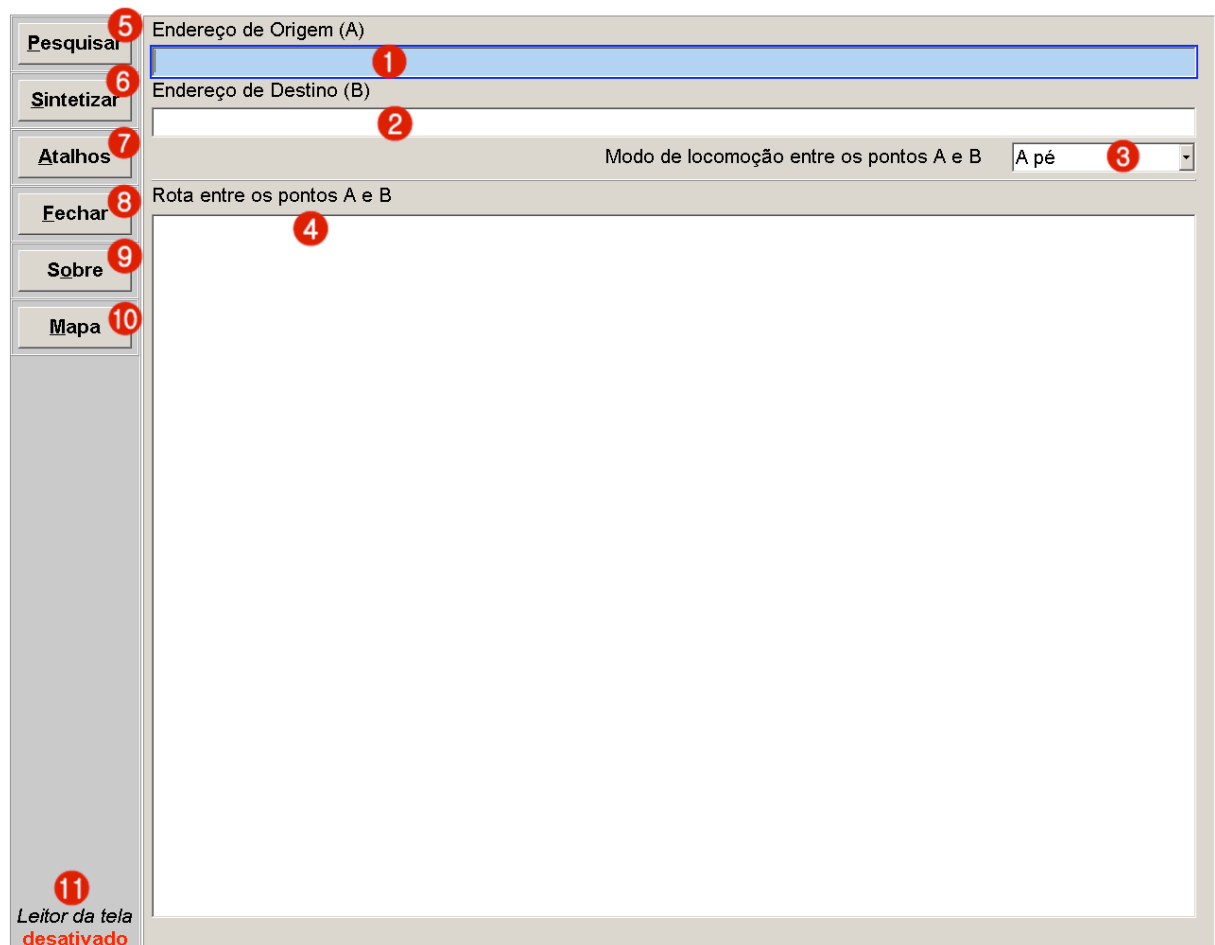 Pesquisar 5
Sintetizar 6
Atalhos 7
Fechar 8
Sobre 9
Mapa 10
11
Leitor da tela
desativado
Endereço de Origem (A)
1
Endereço de Destino (B)
2
Modo de locomoção entre os pontos A e B A pé 3
Rota entre os pontos A e B
4